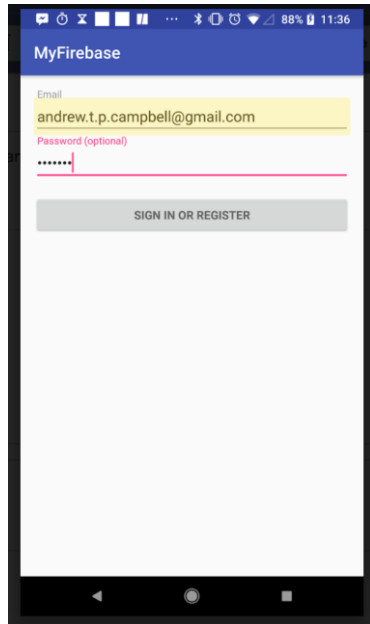 88% 11:36
MyFirebase
Email
andrew.t.p.campbell@gmail.com
Password (optional)
•••••••
SIGN IN OR REGISTER